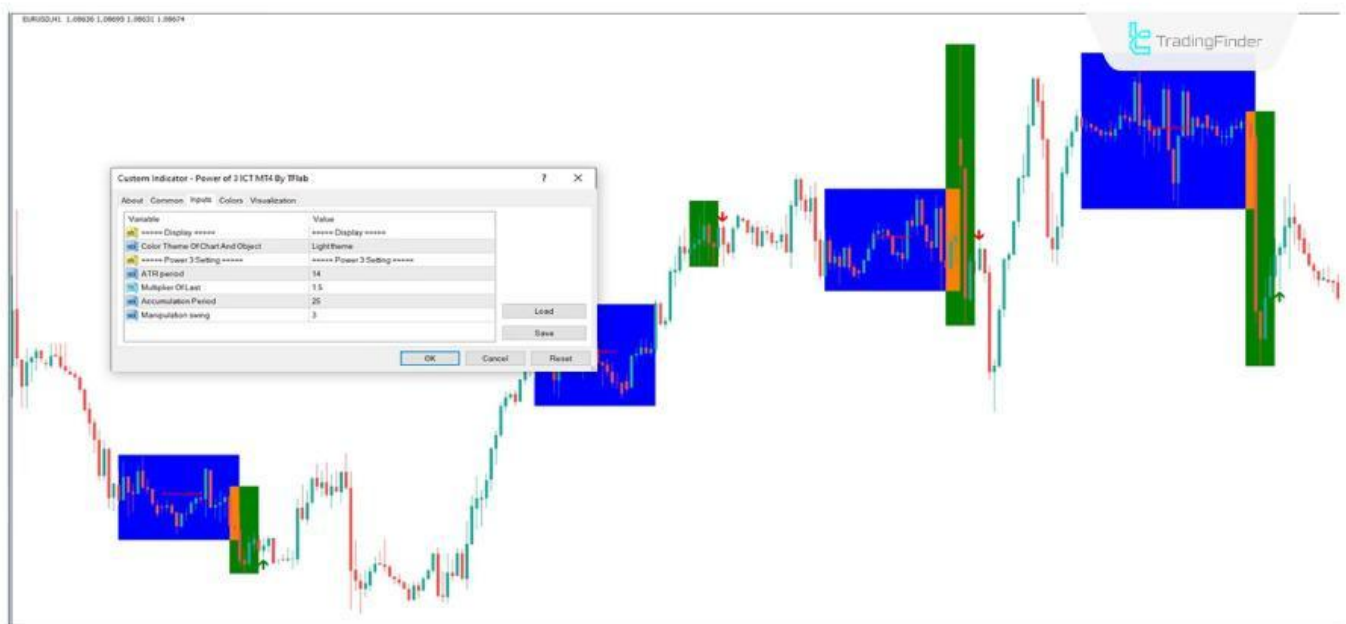 EURUSD,H1 1.08636 1.08695 1.08631 1.08674
TradingFinder
Custom Indicator - Power of 3 ICT MT4 By TFlab
? X
About Common Inputs Colors Visualization
Variable Value
===== Display ===== ===== Display =====
Color Theme Of Chart And Object Light theme
===== Power 3 Setting ===== ===== Power 3 Setting =====
ATR period 14
Multiplier Of Last 1.5
Accumulation Period 25
Manipulation swing 3
Load
Save
OK Cancel Reset